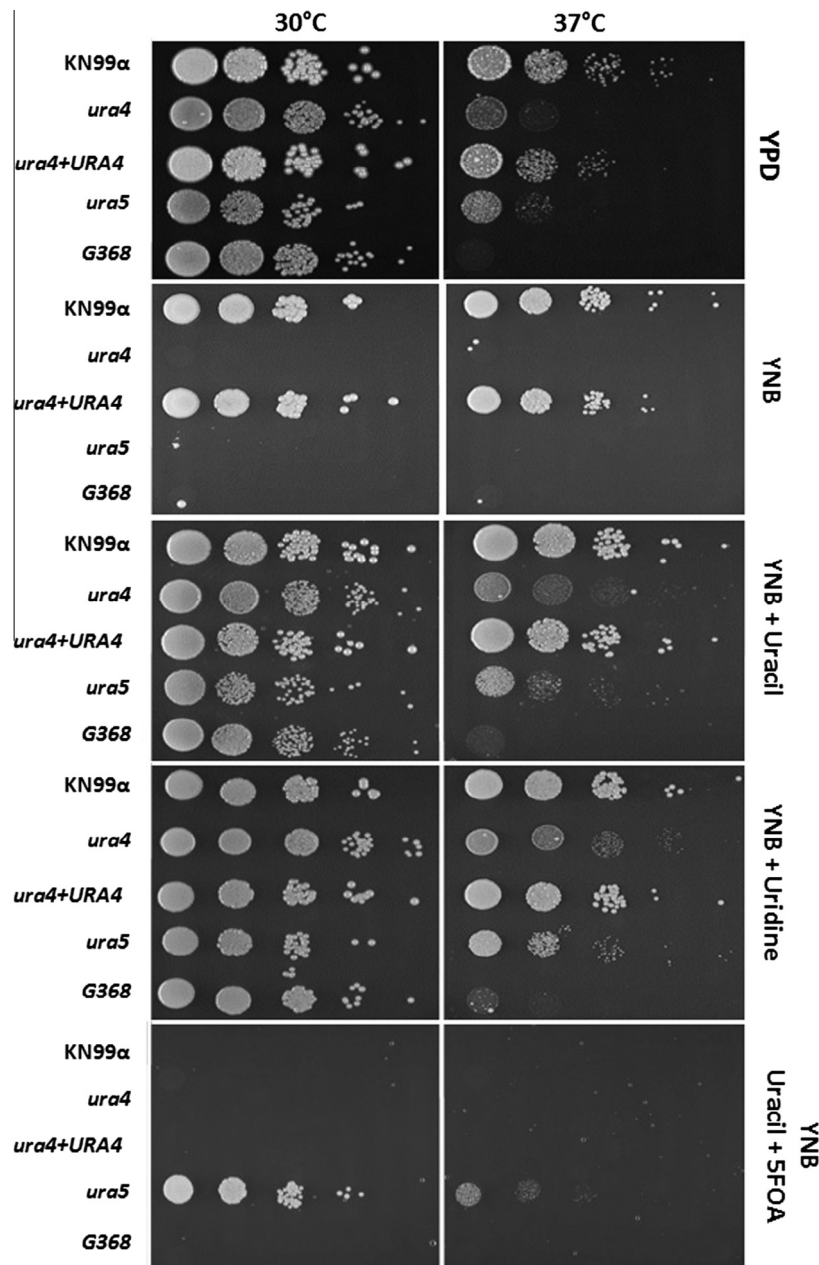 30°C 37°C
KN99α
ura4
ura4+URA4
ura5
G368
YPD
KN99α
ura4
ura4+URA4
ura5
G368
YNB
KN99α
ura4
ura4+URA4
ura5
G368
YNB + Uracil
KN99α
ura4
ura4+URA4
ura5
G368
YNB + Uridine
KN99α
ura4
ura4+URA4
ura5
G368
YNB
Uracil + 5FOA